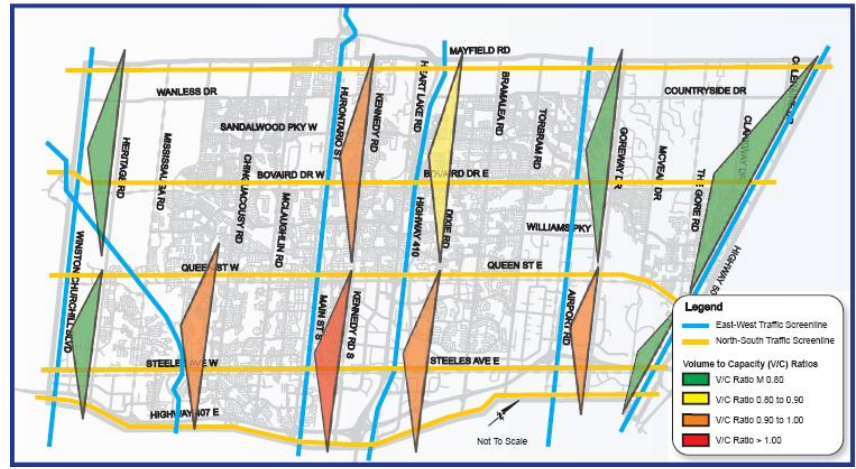 MAYFIELD RD
WANLESS DR
COUNTRYSIDE DR
SANDALWOOD PKY W
BOVAIRD DR W
BOVAIRD DR E
WILLIAMS PKY
QUEEN ST W
QUEEN ST E
STEELES AVE W
STEELES AVE E
HIGHWAY 407 E
WINSTON CHURCHILL BLVD
HERITAGE RD
MISSISSAUGA RD
CHINGUACOUSY RD
MCLAUGHLIN RD
HURONTARIO ST
MAIN ST S
KENNEDY RD
KENNEDY RD S
HEART LAKE RD
HIGHWAY 410
DIXIE RD
BRAMALEA RD
TORBRAM RD
AIRPORT RD
GOREWAY DR
MCVEAN DR
THE GORE RD
HIGHWAY 50
Not To Scale
Legend
East-West Traffic Screenline
North-South Traffic Screenline
Volume to Capacity (V/C) Ratios
V/C Ratio M 0.80
V/C Ratio 0.80 to 0.90
V/C Ratio 0.90 to 1.00
V/C Ratio > 1.00